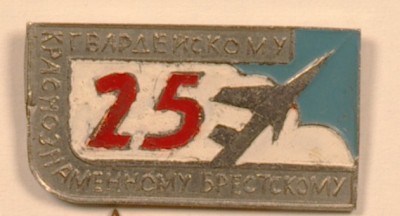 ГВАРДЕЙСКОМУ
КРАСНОЗНАМЕННОМУ БРЕСТСКОМУ
25